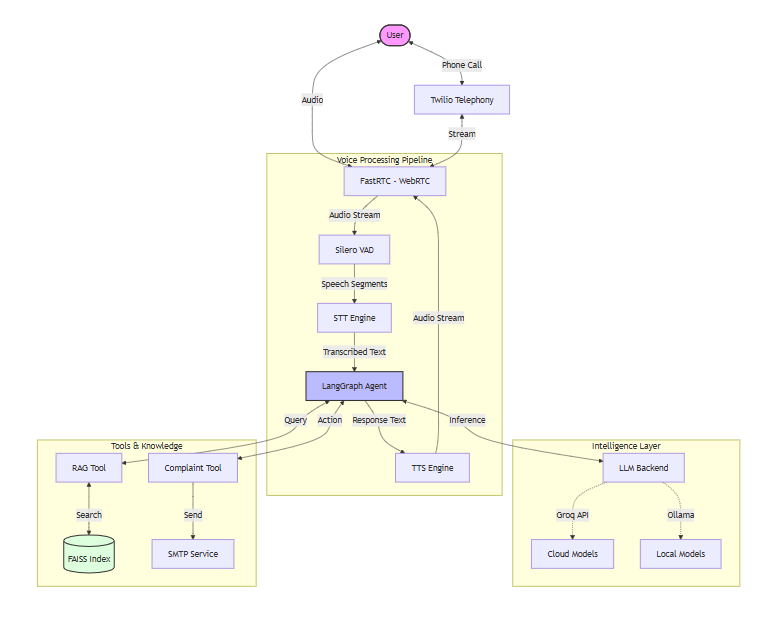 User
Phone Call
Audio
Twilio Telephony
Stream
Voice Processing Pipeline
FastRTC - WebRTC
Audio Stream
Silero VAD
Speech Segments
STT Engine
Audio Stream
Transcribed Text
LangGraph Agent
Query
Action
Response Text
Inference
Tools & Knowledge
Intelligence Layer
RAG Tool
Complaint Tool
TTS Engine
LLM Backend
Search
Send
Groq API
Ollama
FAISS Index
SMTP Service
Cloud Models
Local Models